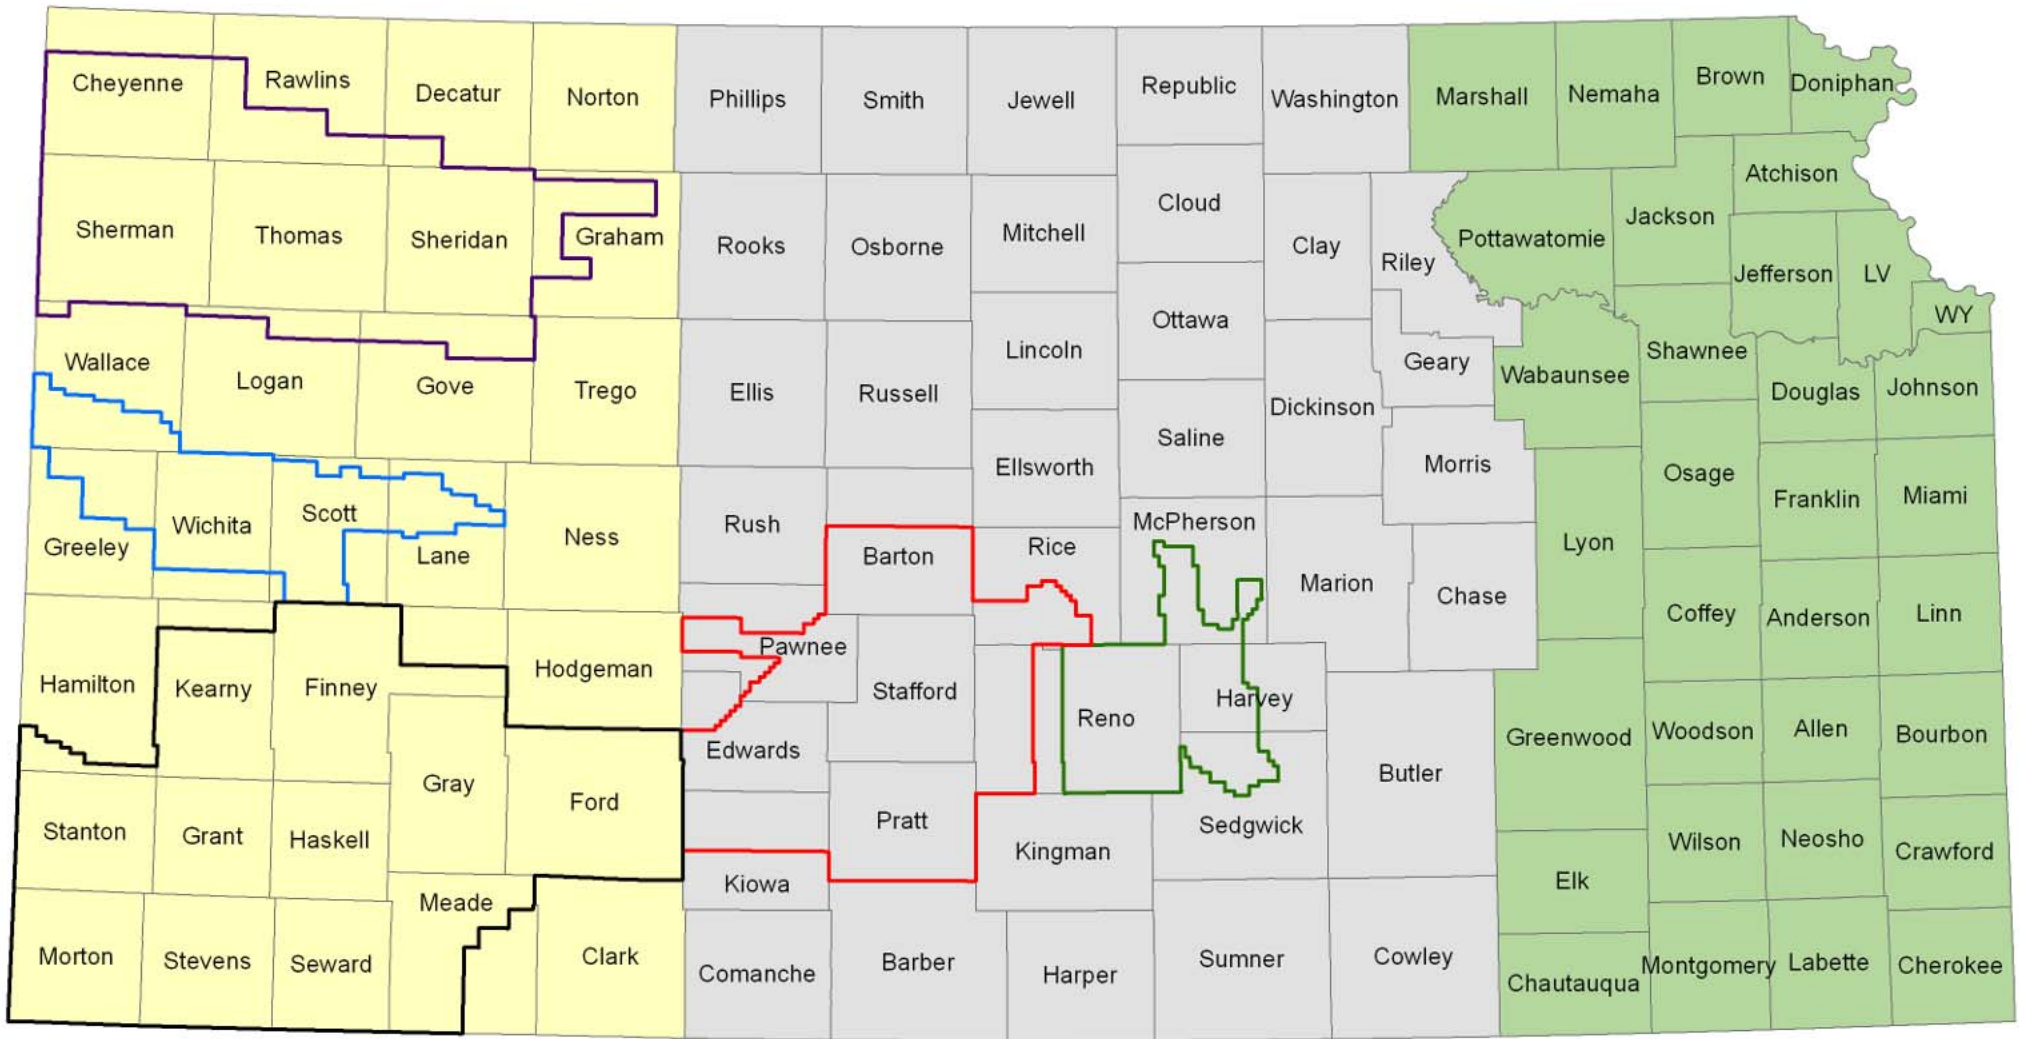 Cheyenne
Rawlins
Decatur
Norton
Phillips
Smith
Jewell
Republic
Washington
Marshall
Nemaha
Brown
Doniphan
Sherman
Thomas
Sheridan
Graham
Rooks
Osborne
Mitchell
Cloud
Clay
Riley
Pottawatomie
Jackson
Atchison
Jefferson
LV
WY
Wallace
Logan
Gove
Trego
Ellis
Russell
Lincoln
Ottawa
Saline
Dickinson
Geary
Wabaunsee
Shawnee
Douglas
Johnson
Greeley
Wichita
Scott
Lane
Ness
Rush
Barton
Ellsworth
Rice
McPherson
Marion
Morris
Chase
Lyon
Osage
Franklin
Miami
Coffey
Anderson
Linn
Hamilton
Kearny
Finney
Hodgeman
Pawnee
Stafford
Edwards
Reno
Harvey
Butler
Greenwood
Woodson
Allen
Bourbon
Stanton
Grant
Haskell
Gray
Ford
Pratt
Kiowa
Kingman
Sedgwick
Elk
Wilson
Neosho
Crawford
Morton
Stevens
Seward
Meade
Clark
Comanche
Barber
Harper
Sumner
Cowley
Chautauqua
Montgomery
Labette
Cherokee